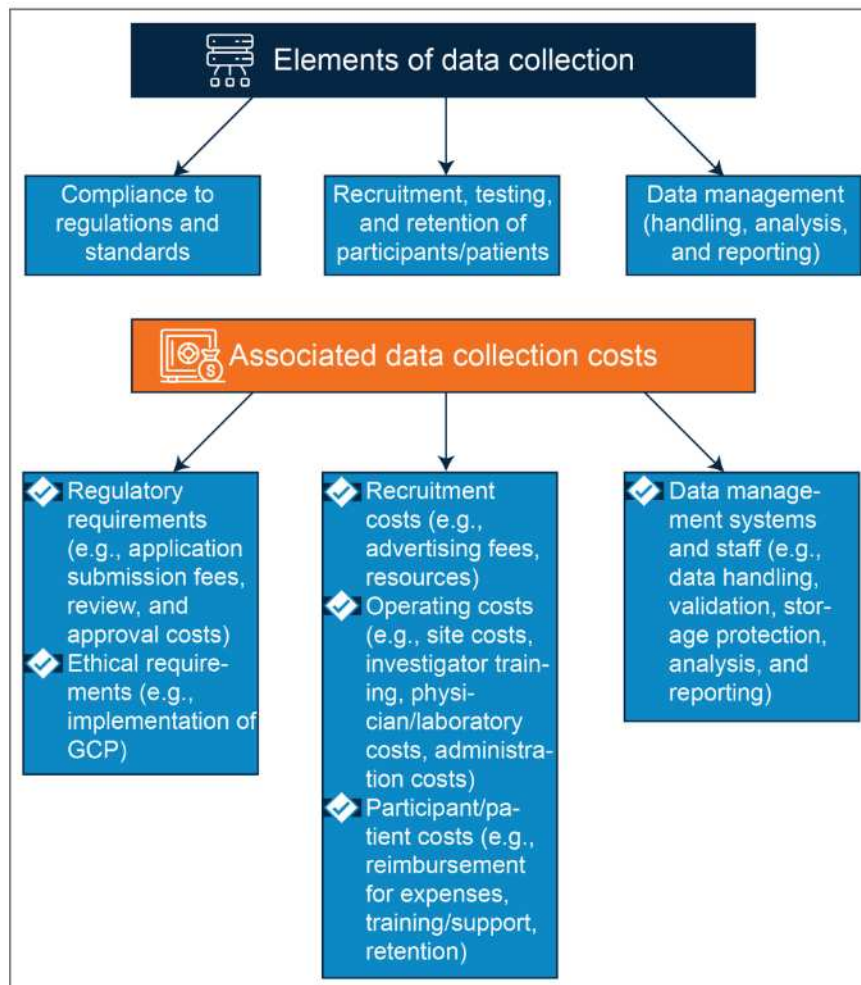 Elements of data collection
Compliance to
regulations and
standards
Recruitment, testing,
and retention of
participants/patients
Data management
(handling, analysis,
and reporting)
$
Associated data collection costs
Regulatory
requirements
(e.g., application
submission fees,
review, and
approval costs)
Ethical require-
ments (e.g.,
implementation of
GCP)
Recruitment
costs (e.g.,
advertising fees,
resources)
Operating costs
(e.g., site costs,
investigator train-
ing, physi-
cian/laboratory
costs, administra-
tion costs)
Participant/pa-
tient costs (e.g.,
reimbursement
for expenses,
training/support,
retention)
Data manage-
ment systems
and staff (e.g.,
data handling,
validation, stor-
age protection,
analysis, and
reporting)